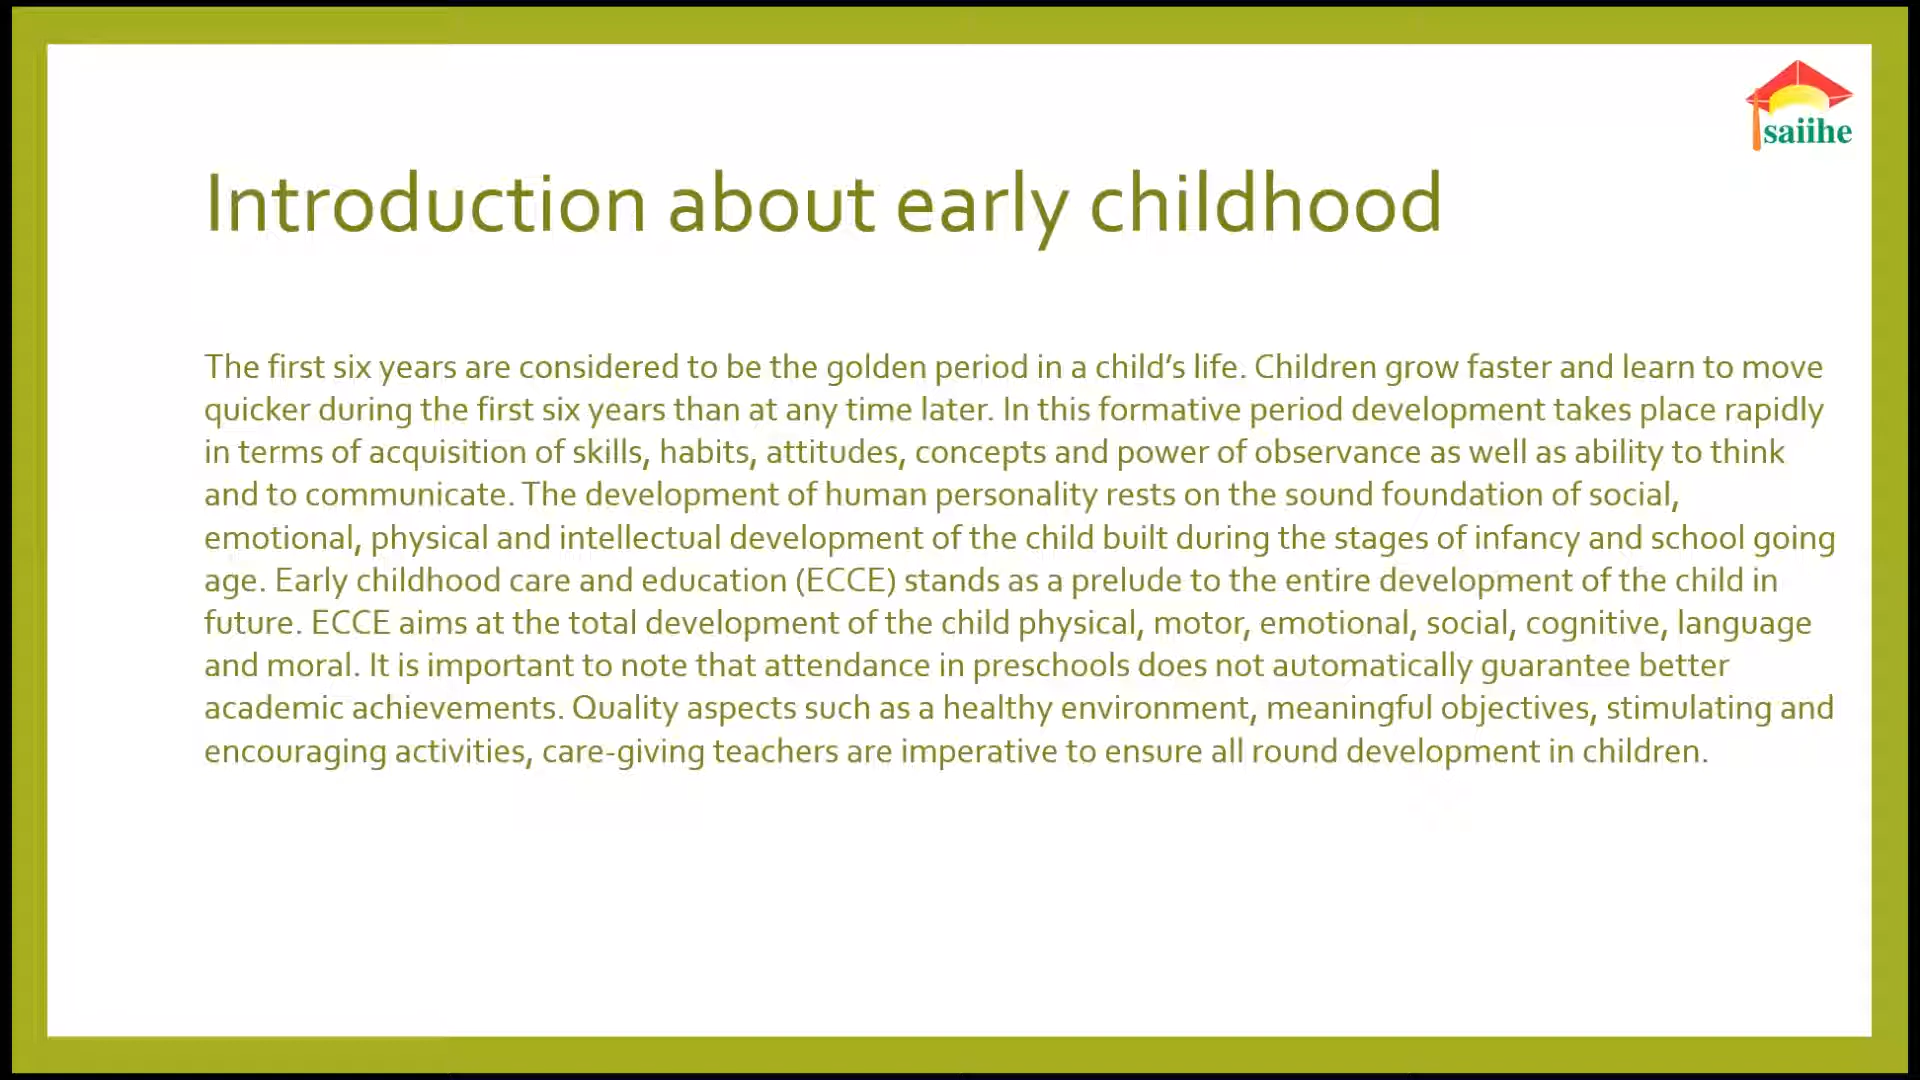 saiihe
Introduction about early childhood
The first six years are considered to be the golden period in a child’s life. Children grow faster and learn to move
quicker during the first six years than at any time later. In this formative period development takes place rapidly
in terms of acquisition of skills, habits, attitudes, concepts and power of observance as well as ability to think
and to communicate. The development of human personality rests on the sound foundation of social,
emotional, physical and intellectual development of the child built during the stages of infancy and school going
age. Early childhood care and education (ECCE) stands as a prelude to the entire development of the child in
future. ECCE aims at the total development of the child physical, motor, emotional, social, cognitive, language
and moral. It is important to note that attendance in preschools does not automatically guarantee better
academic achievements. Quality aspects such as a healthy environment, meaningful objectives, stimulating and
encouraging activities, care-giving teachers are imperative to ensure all round development in children.